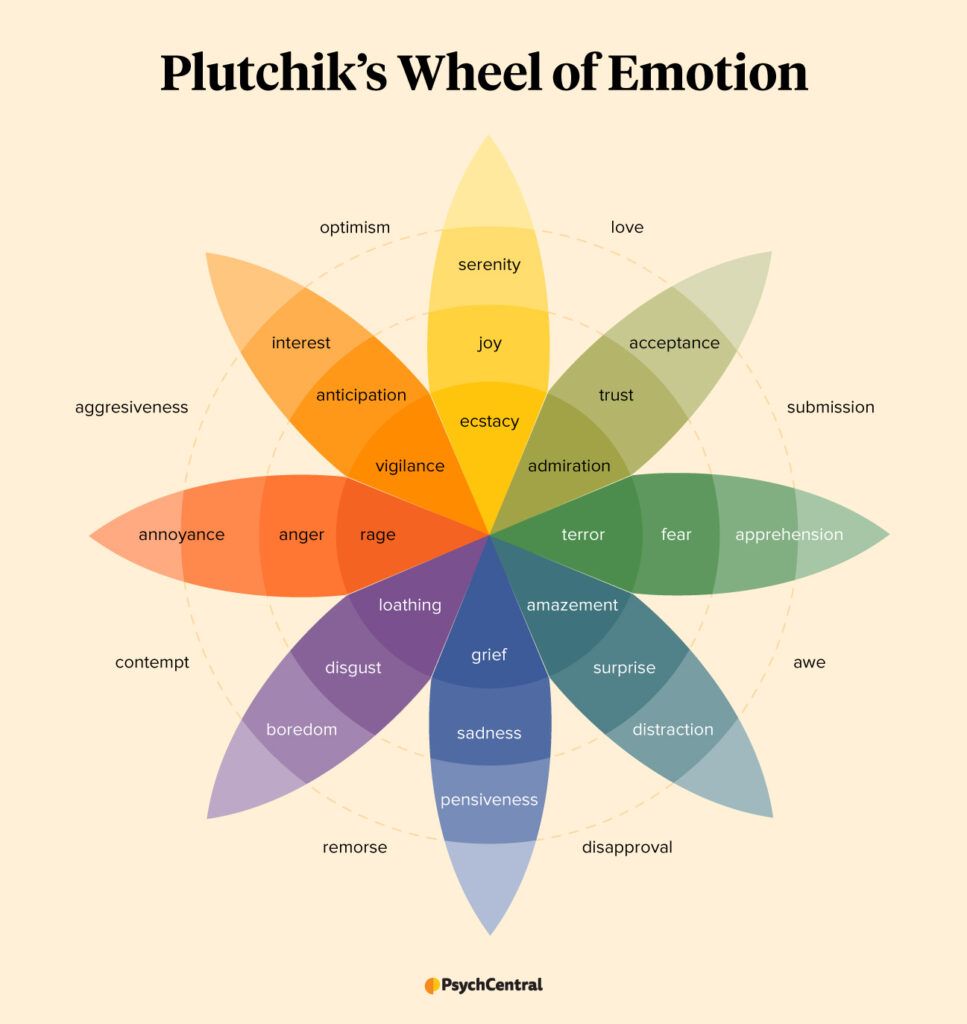 Plutchik's Wheel of Emotion
optimism
love
serenity
interest
joy
acceptance
anticipation
trust
aggresiveness
submission
ecstacy
vigilance
admiration
annoyance
anger
rage
terror
fear
apprehension
loathing
amazement
grief
contempt
disgust
surprise
awe
boredom
sadness
distraction
pensiveness
remorse
disapproval
PsychCentral